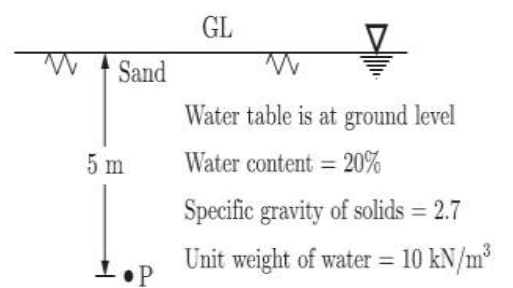 GL
Sand
Water table is at ground level
Water content = 20%
5 m
Specific gravity of solids = 2.7
Unit weight of water = 10 kN/m³
P